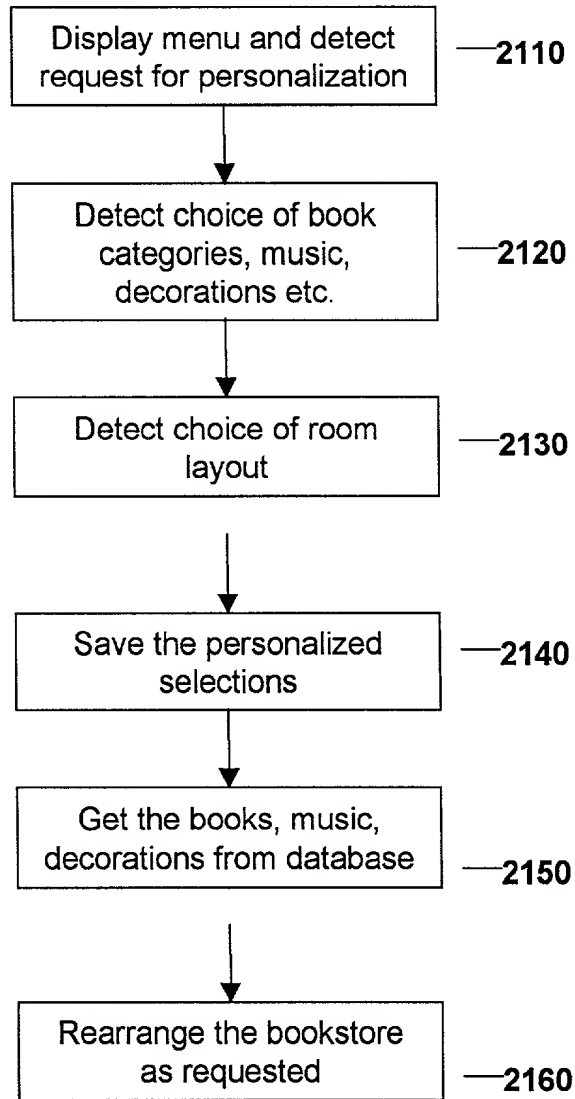 Display menu and detect
request for personalization
2110
Detect choice of book
categories, music,
decorations etc.
2120
Detect choice of room
layout
2130
Save the personalized
selections
2140
Get the books, music,
decorations from database
2150
Rearrange the bookstore
as requested
2160